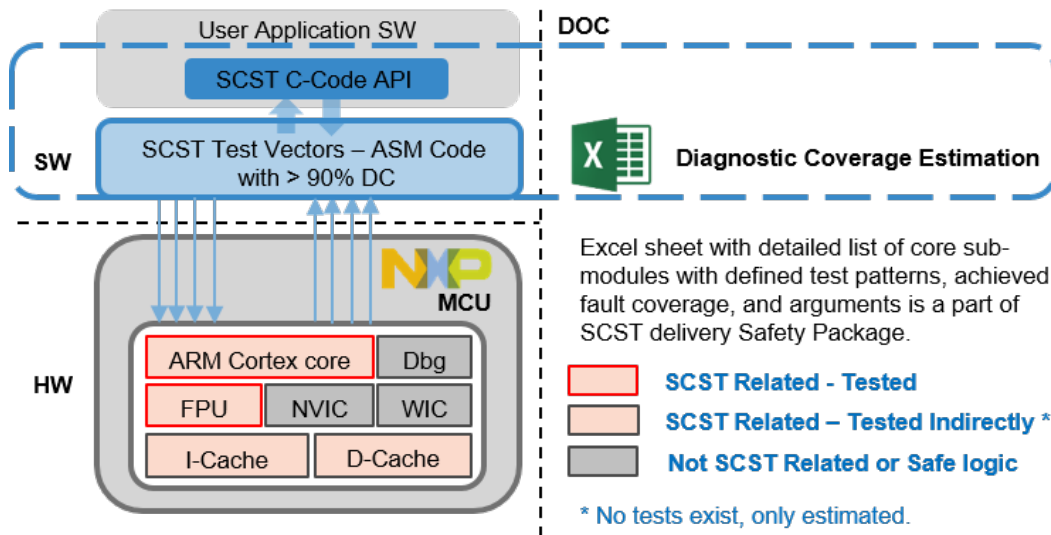 User Application SW
DOC
SCST C-Code API
SW
SCST Test Vectors – ASM Code
with > 90% DC
X
Diagnostic Coverage Estimation
NXP
MCU
HW
ARM Cortex core
Dbg
FPU
NVIC
WIC
I-Cache
D-Cache
Excel sheet with detailed list of core sub-
modules with defined test patterns, achieved
fault coverage, and arguments is a part of
SCST delivery Safety Package.
SCST Related - Tested
SCST Related – Tested Indirectly *
Not SCST Related or Safe logic
* No tests exist, only estimated.